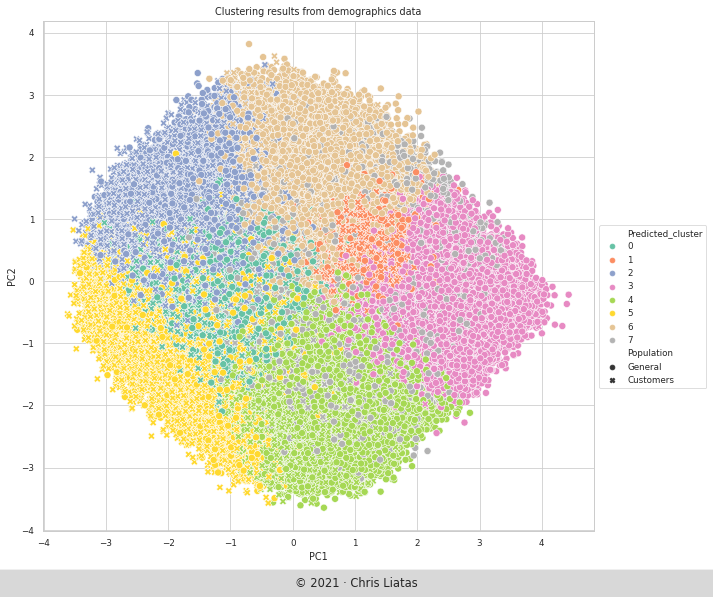 Clustering results from demographics data
4
3
2
1
0
−1
−2
−3
−4
PC2
−4 −3 −2 −1 0 1 2 3 4
PC1
Predicted_cluster
0
1
2
3
4
5
6
7
Population
General
Customers
© 2021 · Chris Liatas